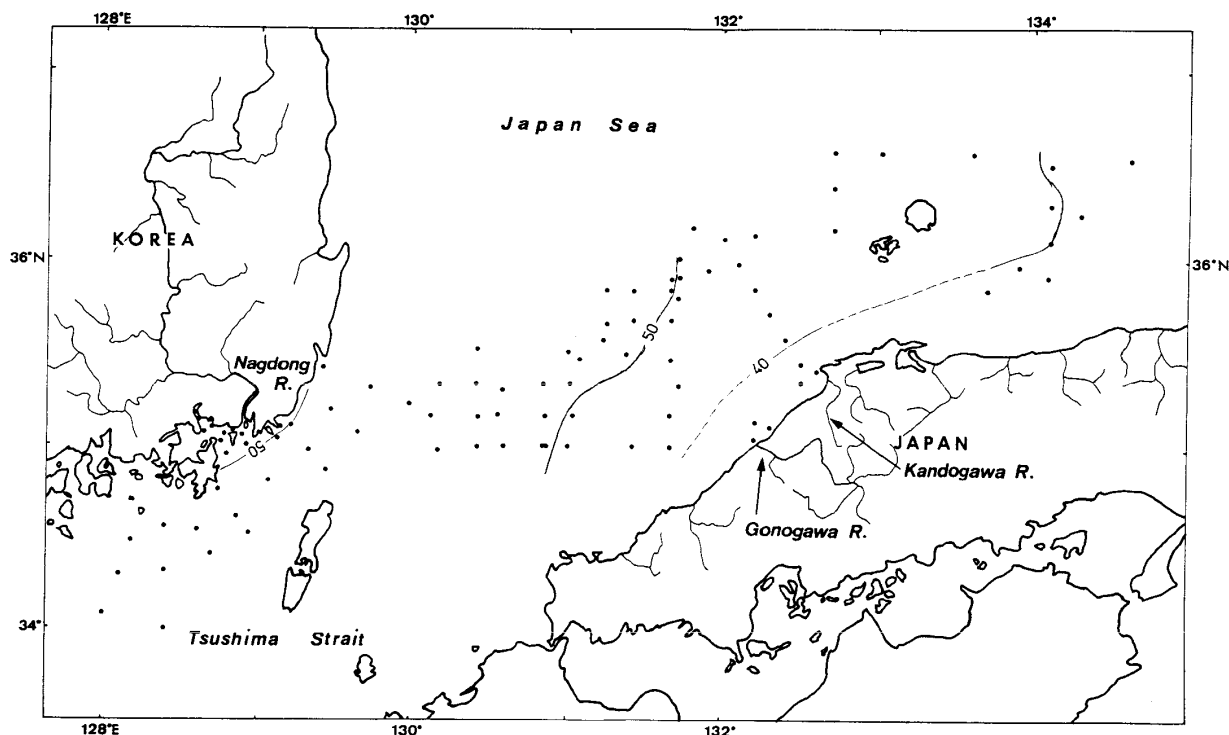 128°E
130°
132°
134°
Japan Sea
KOREA
36°N
36°N
50
Nagdong
R.
40
50
JAPAN
Kandogawa R.
Gonogawa R.
34°
Tsushima Strait
128°E
130°
132°